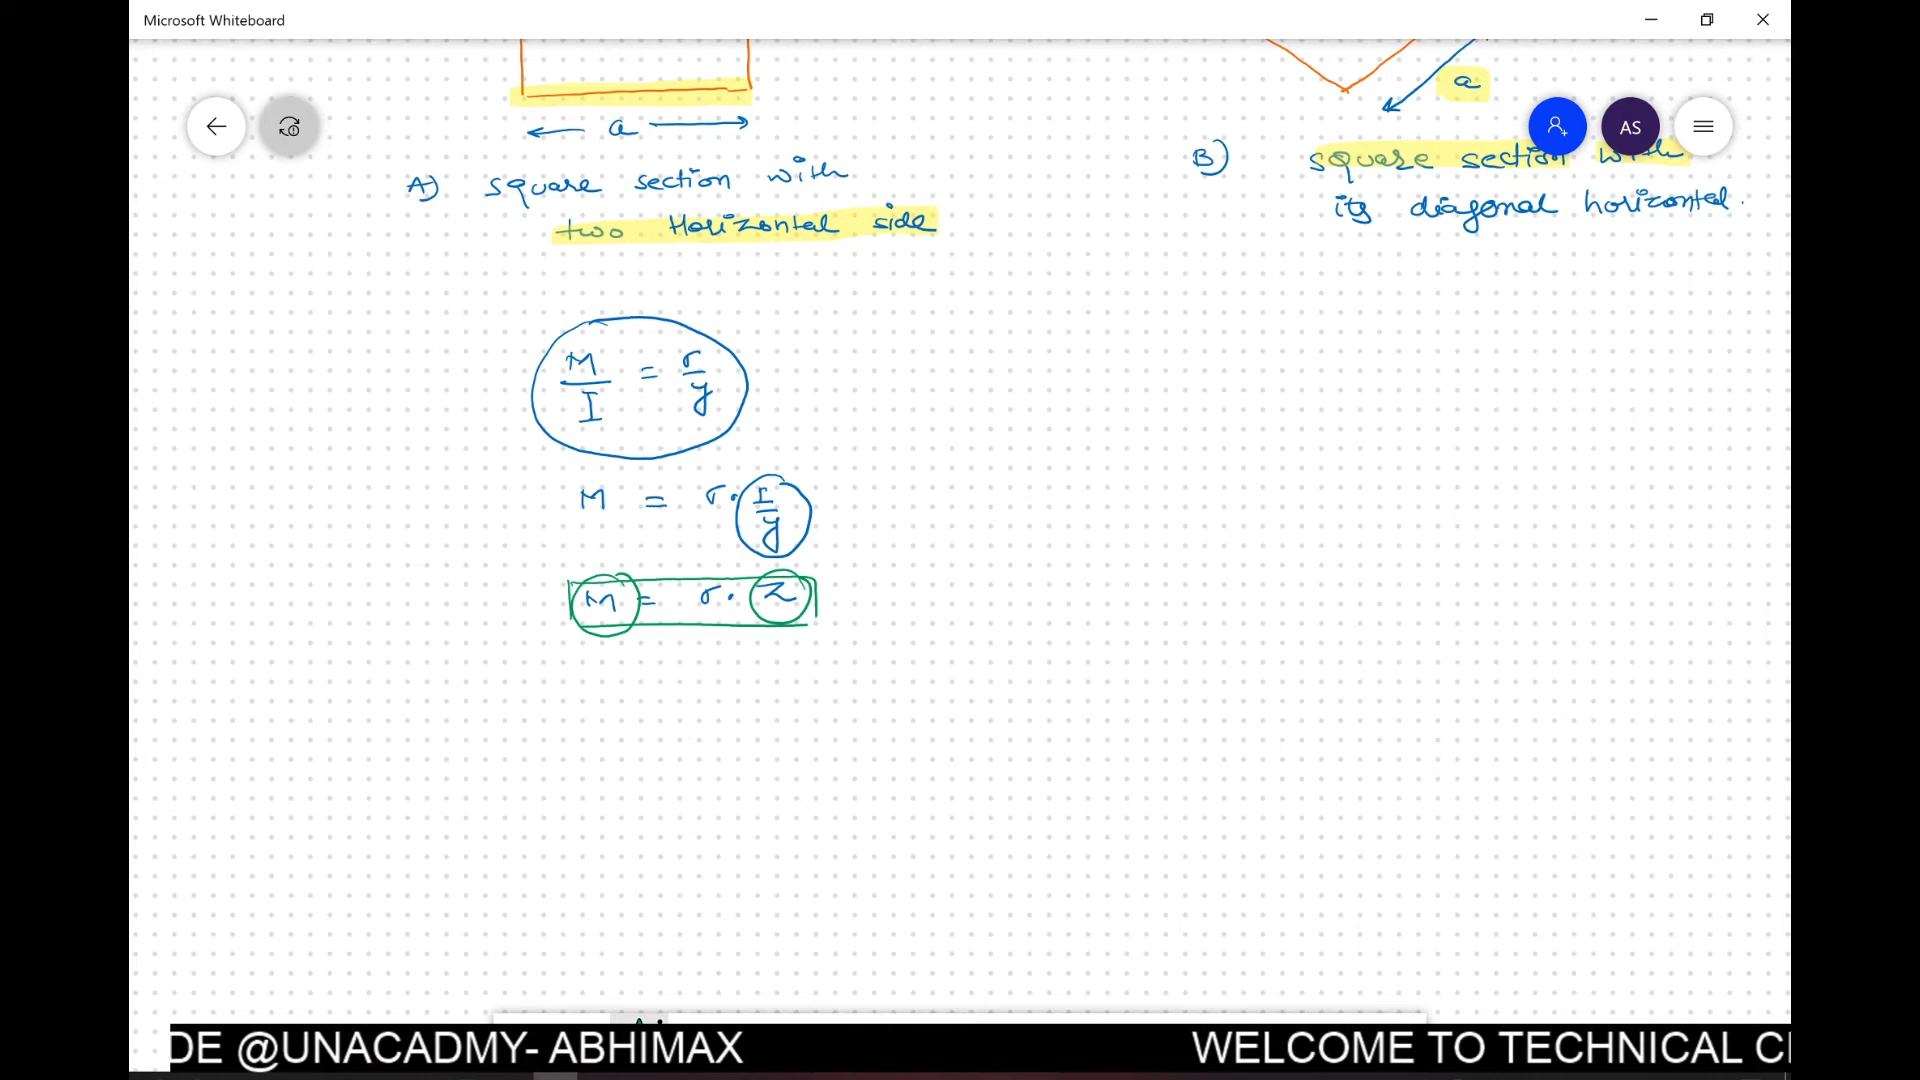 Microsoft Whiteboard
a
a
AS
A) square section with
two Horizontal side
B) square section with
its diagonal horizontal.
M/I = σ/y
M = σ. I/y
M = σ. Z
DE @UNACADMY- ABHIMAX
WELCOME TO TECHNICAL C